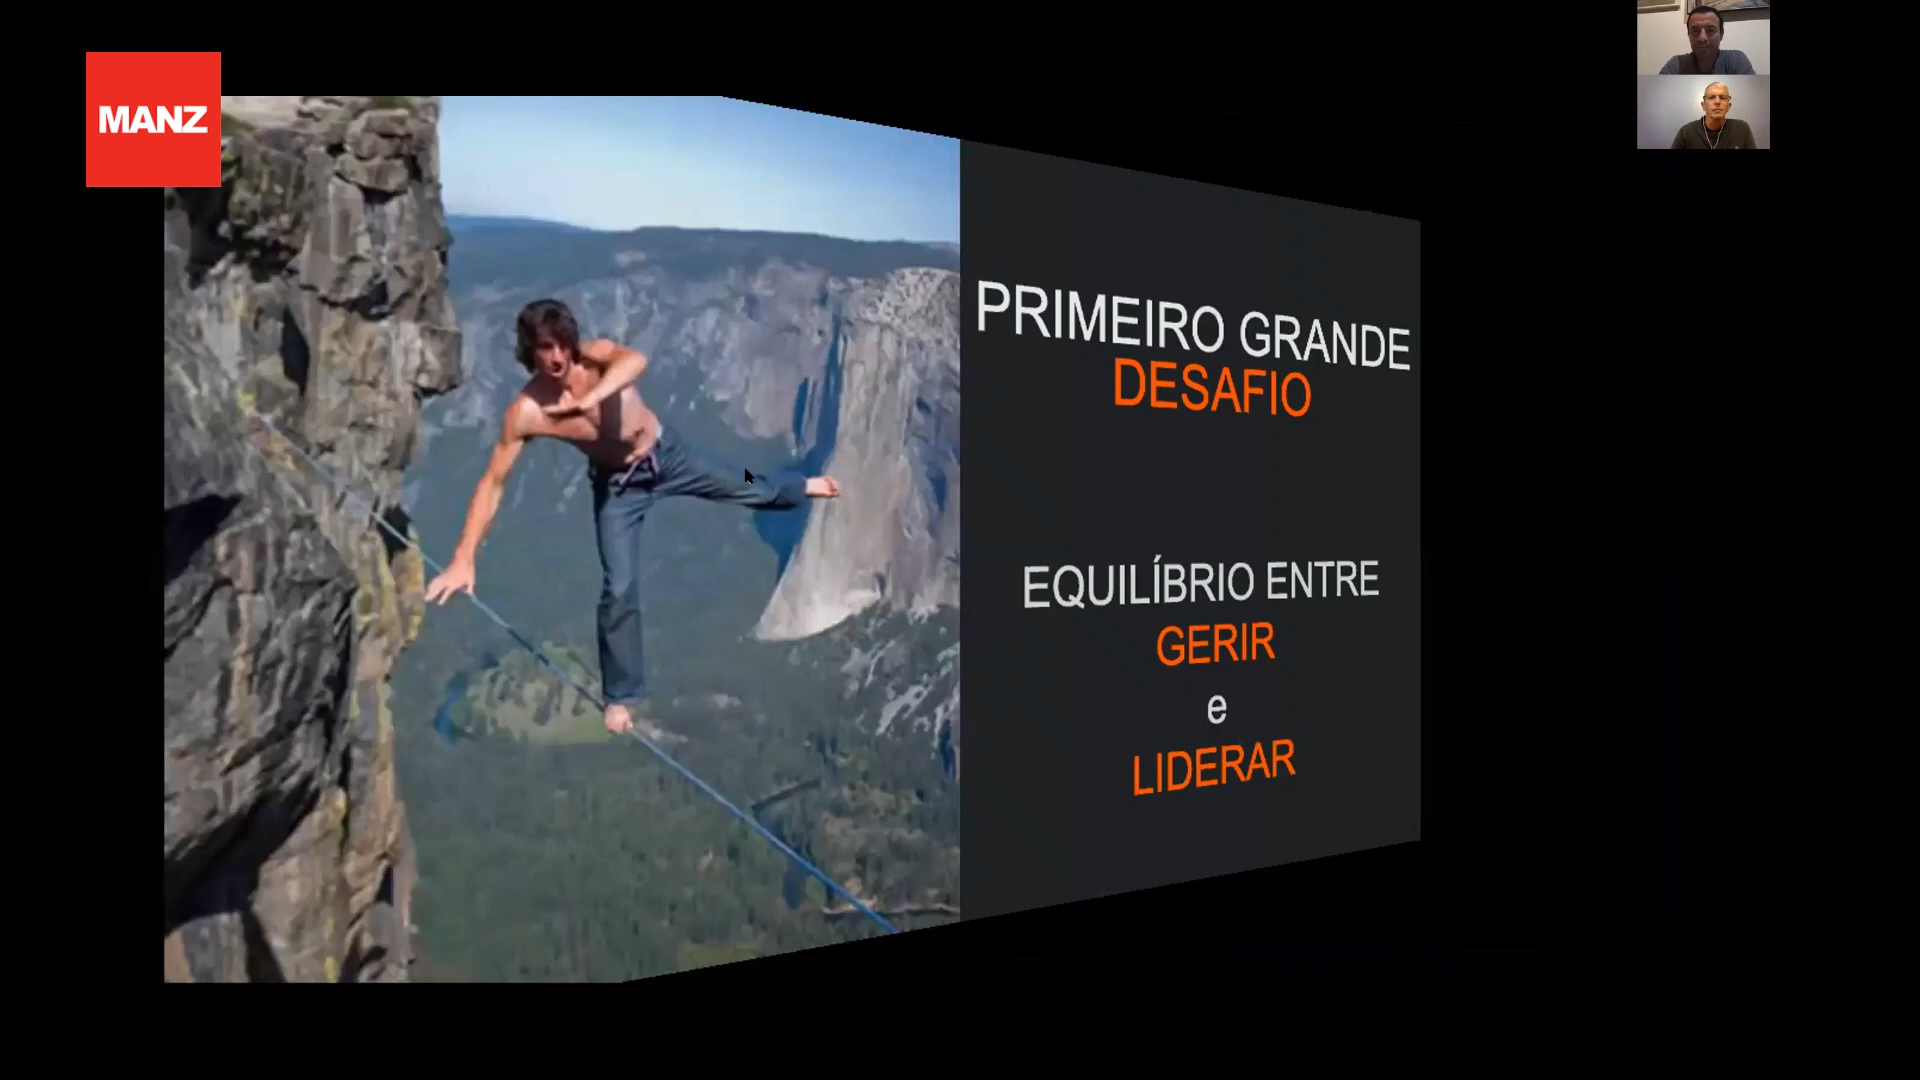 MANZ
PRIMEIRO GRANDE
DESAFIO
EQUILÍBRIO ENTRE
GERIR
e
LIDERAR